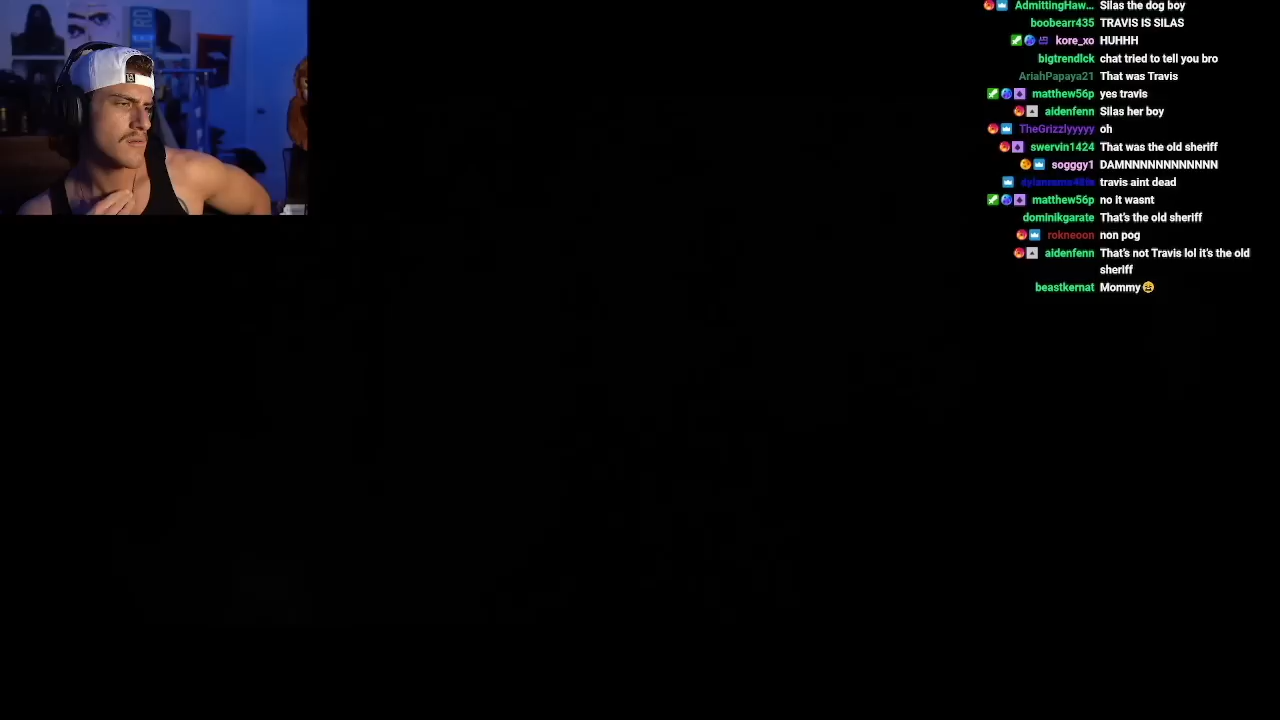 AdmittingHaw... Silas the dog boy
boobearr435 TRAVIS IS SILAS
kore_xo HUHHH
bigtrendlck chat tried to tell you bro
AriahPapaya21 That was Travis
matthew56p yes travis
aidenfenn Silas her boy
TheGrizzlyyyyy oh
swervin1424 That was the old sheriff
sogggy1 DAMNNNNNNNNNNNN
travis aint dead
matthew56p no it wasnt
dominikgarate That's the old sheriff
rokneoon non pog
aidenfenn That's not Travis lol it's the old
sheriff
beastkernat Mommy😆